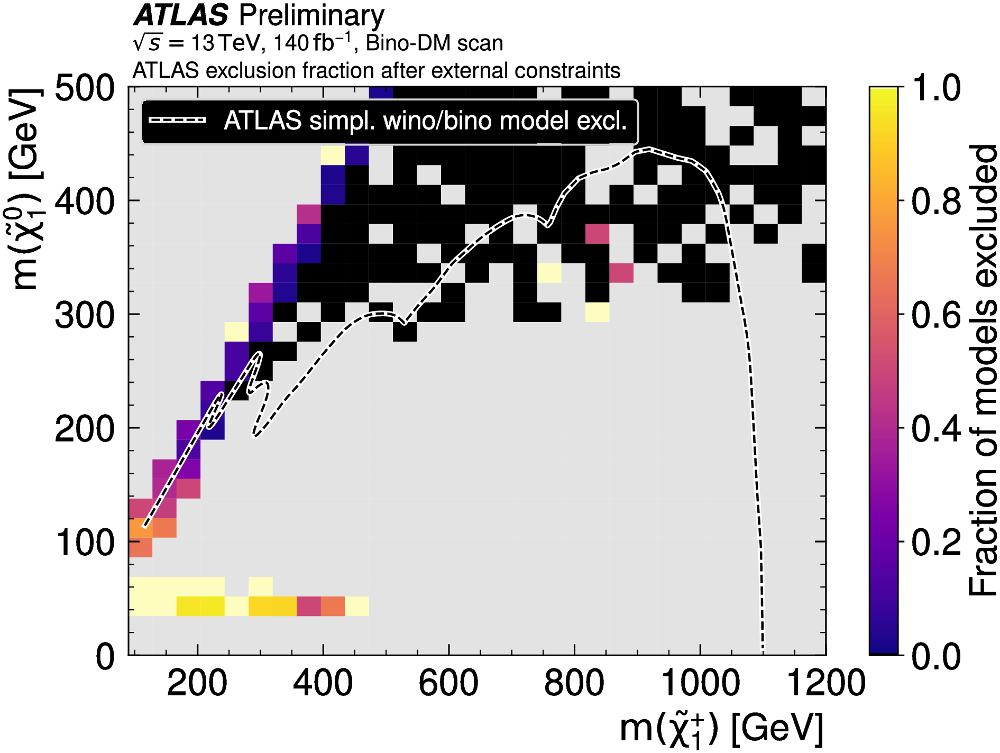 ATLAS Preliminary
√s = 13 TeV, 140 fb⁻¹, Bino-DM scan
ATLAS exclusion fraction after external constraints
ATLAS simpl. wino/bino model excl.
m(χ̃₁⁰) [GeV]
500
400
300
200
100
0
200 400 600 800 1000 1200
m(χ̃₁⁺) [GeV]
1.0
0.8
0.6
0.4
0.2
0.0
Fraction of models excluded